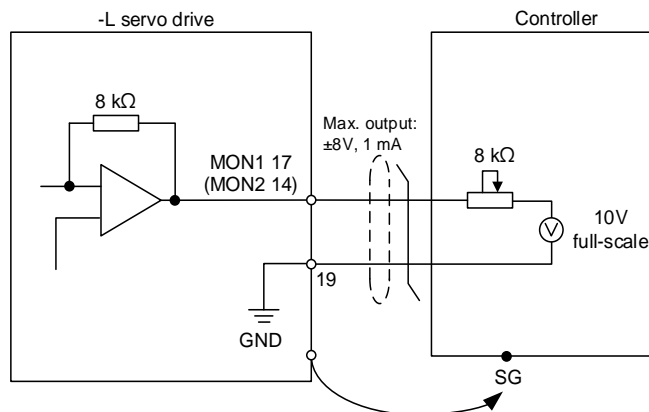 -L servo drive
Controller
8 kΩ
Max. output:
±8V, 1 mA
MON1 17
(MON2 14)
8 kΩ
V
10V
full-scale
19
GND
SG